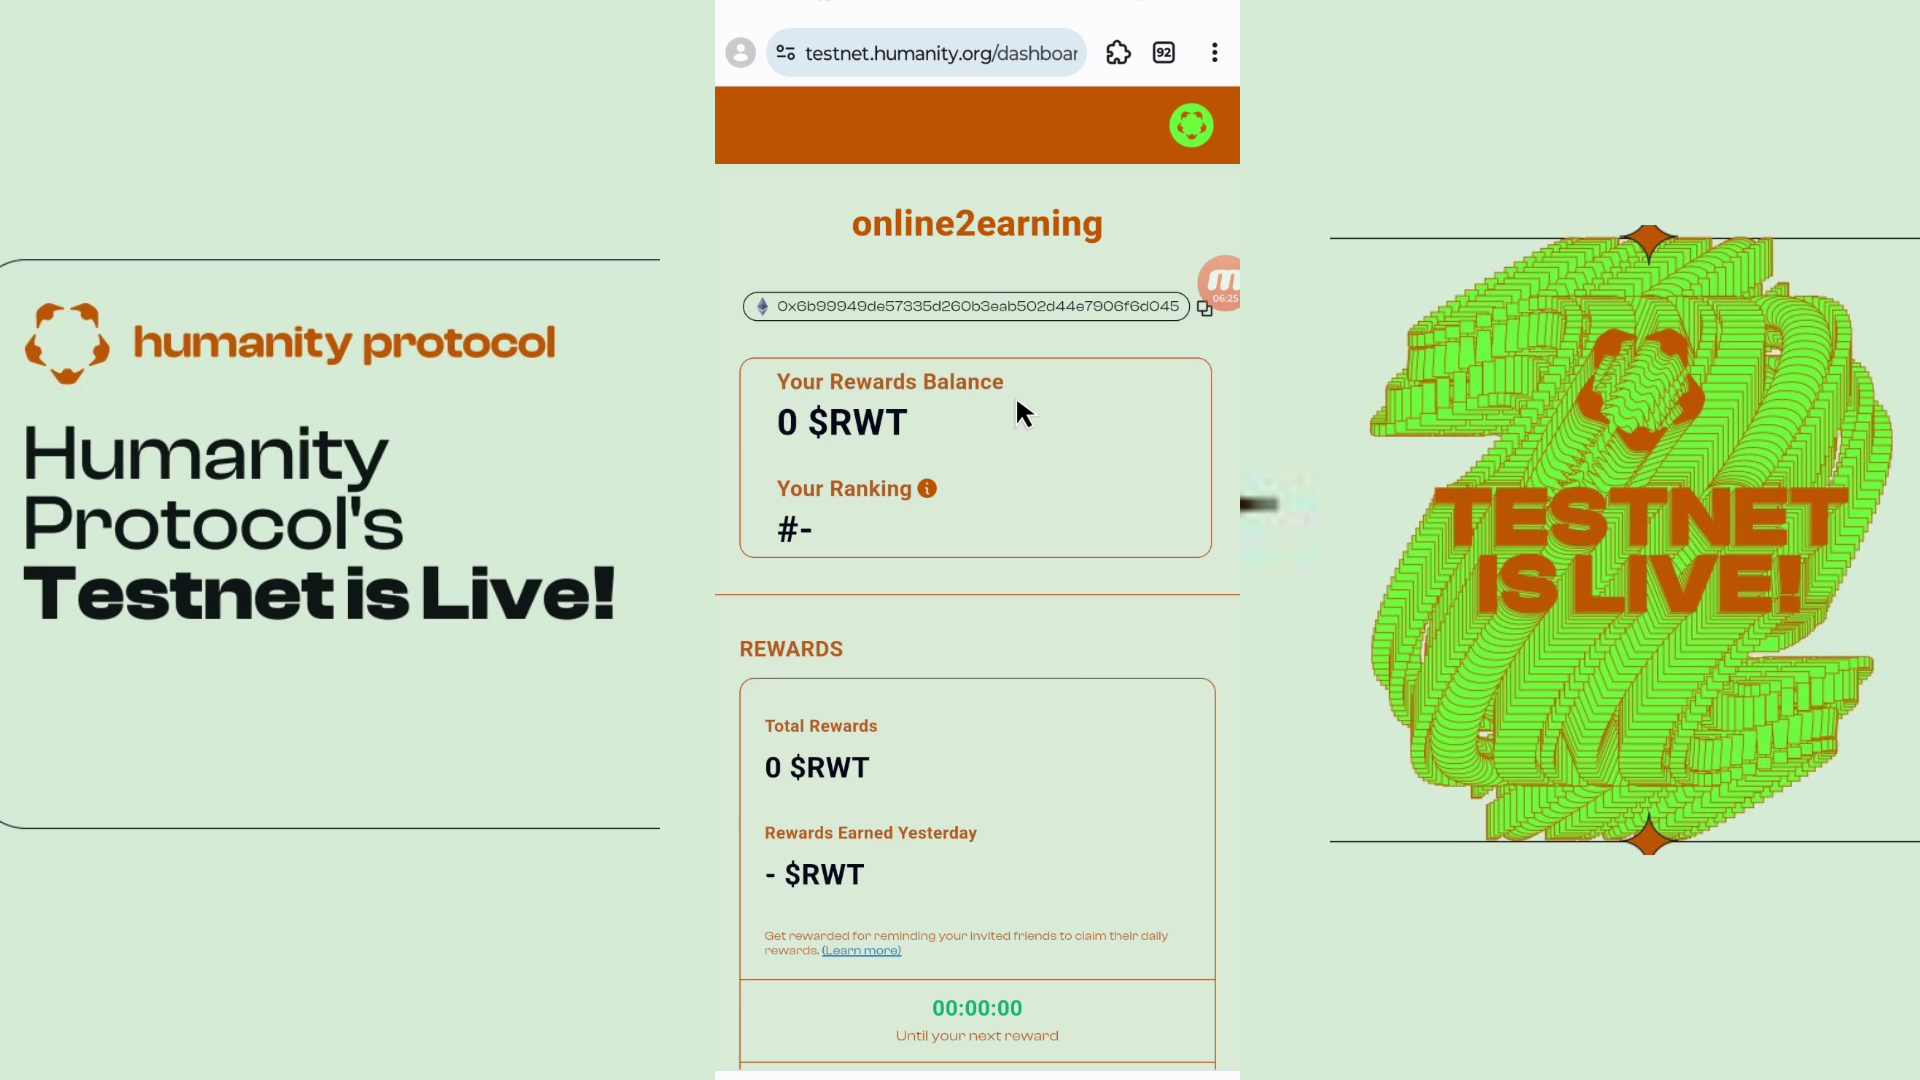 humanity protocol
Humanity
Protocol's
Testnet is Live!
testnet.humanity.org/dashboar
92
online2earning
0x6b99949de57335d260b3eab502d44e7906f6d045
06:25
Your Rewards Balance
0 $RWT
Your Ranking
#-
REWARDS
Total Rewards
0 $RWT
Rewards Earned Yesterday
- $RWT
Get rewarded for reminding your invited friends to claim their daily
rewards. (Learn more)
00:00:00
Until your next reward
TESTNET
IS LIVE!